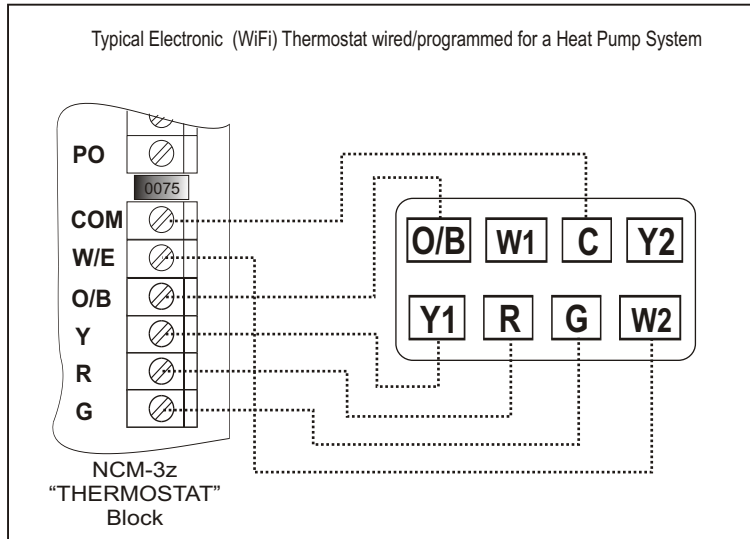 Typical Electronic (WiFi) Thermostat wired/programmed for a Heat Pump System
PO
0075
COM
W/E
O/B
Y
R
G
NCM-3z
“THERMOSTAT”
Block
O/B W1 C Y2
Y1 R G W2